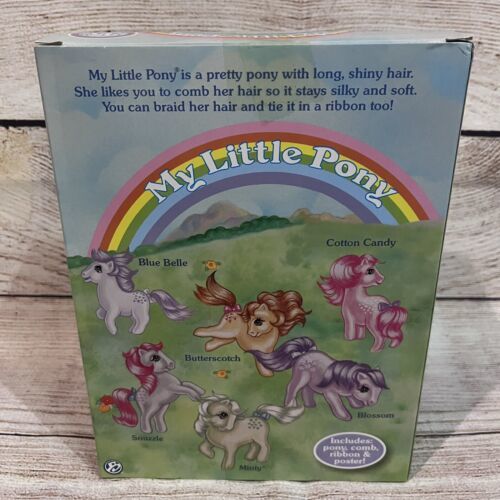 My Little Pony® is a pretty pony with long, shiny hair.
She likes you to comb her hair so it stays silky and soft.
You can braid her hair and tie it in a ribbon too!
My Little Pony
Cotton Candy
Blue Belle
Butterscotch
Blossom
Snuzzle
Minty
Includes:
pony, comb,
ribbon &
poster!